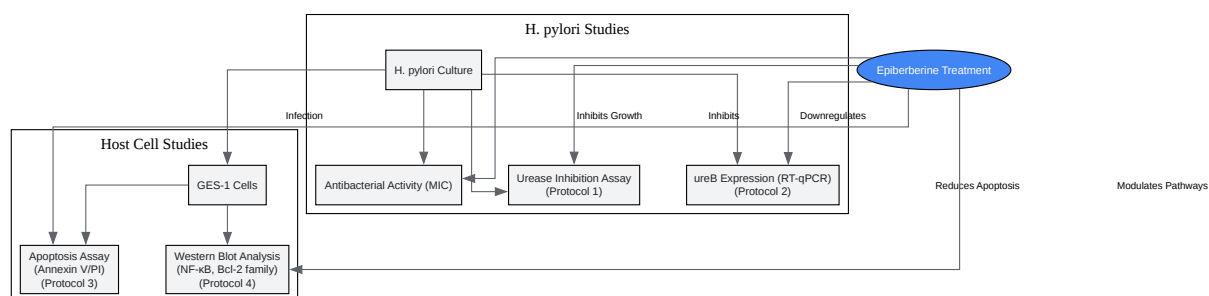 H. pylori Studies
H. pylori Culture
Epiberberine Treatment
Infection
Inhibits Growth
Inhibits
Downregulates
Host Cell Studies
GES-1 Cells
Antibacterial Activity (MIC)
Urease Inhibition Assay
(Protocol 1)
ureB Expression (RT-qPCR)
(Protocol 2)
Reduces Apoptosis
Modulates Pathways
Apoptosis Assay
(Annexin V/PI)
(Protocol 3)
Western Blot Analysis
(NF-κB, Bcl-2 family)
(Protocol 4)